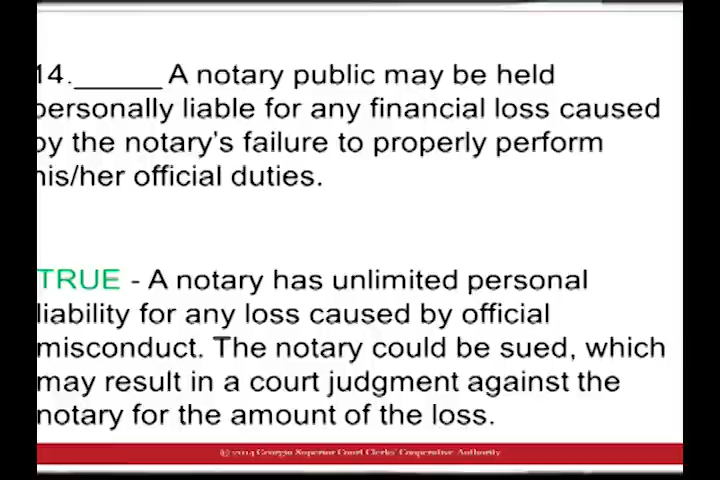 14.______ A notary public may be held
personally liable for any financial loss caused
by the notary's failure to properly perform
his/her official duties.
TRUE - A notary has unlimited personal
liability for any loss caused by official
misconduct. The notary could be sued, which
may result in a court judgment against the
notary for the amount of the loss.
© 2014 Georgia Superior Court Clerks' Cooperative Authority